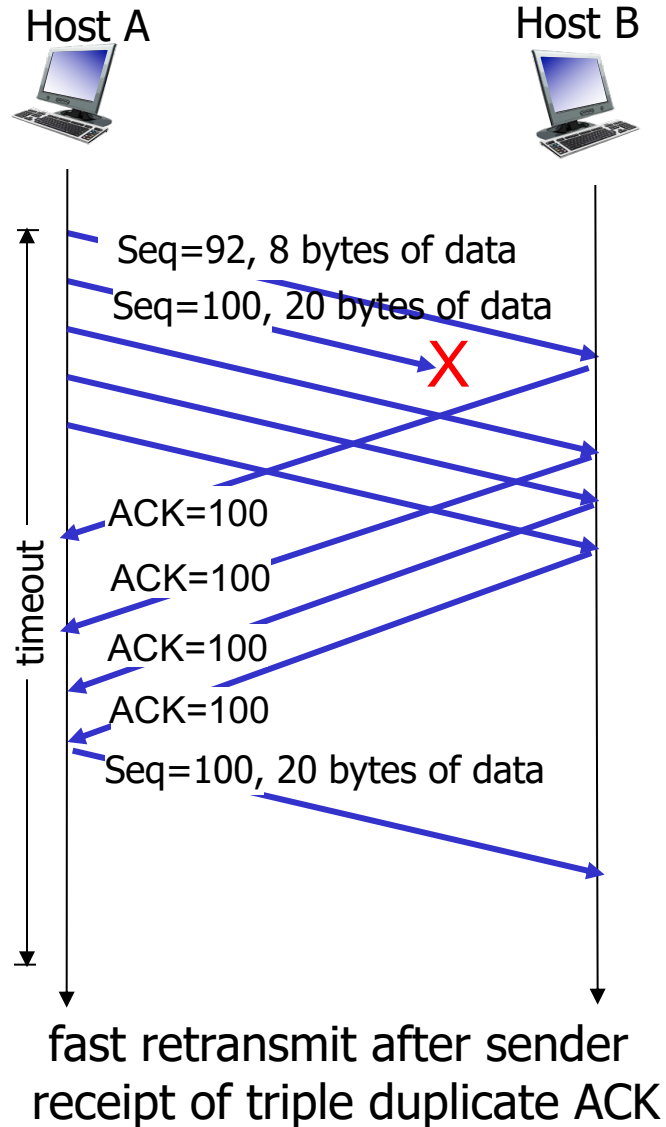 Host A
Host B
Seq=92, 8 bytes of data
Seq=100, 20 bytes of data
X
ACK=100
ACK=100
ACK=100
ACK=100
timeout
Seq=100, 20 bytes of data
fast retransmit after sender
receipt of triple duplicate ACK